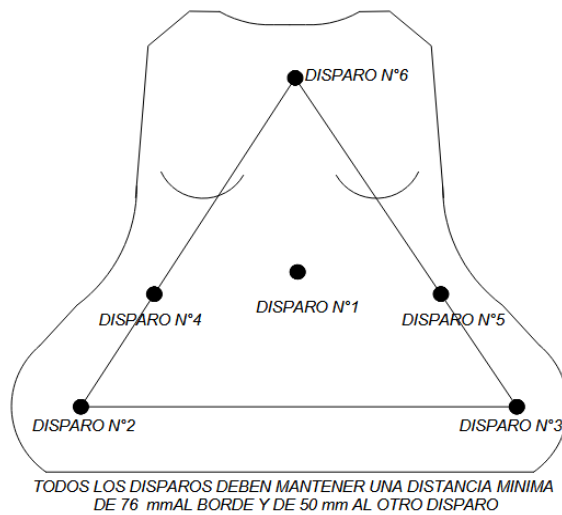 DISPARO N°6
DISPARO N°1
DISPARO N°4
DISPARO N°5
DISPARO N°2
DISPARO N°3
TODOS LOS DISPAROS DEBEN MANTENER UNA DISTANCIA MINIMA
DE 76 mmAL BORDE Y DE 50 mm AL OTRO DISPARO